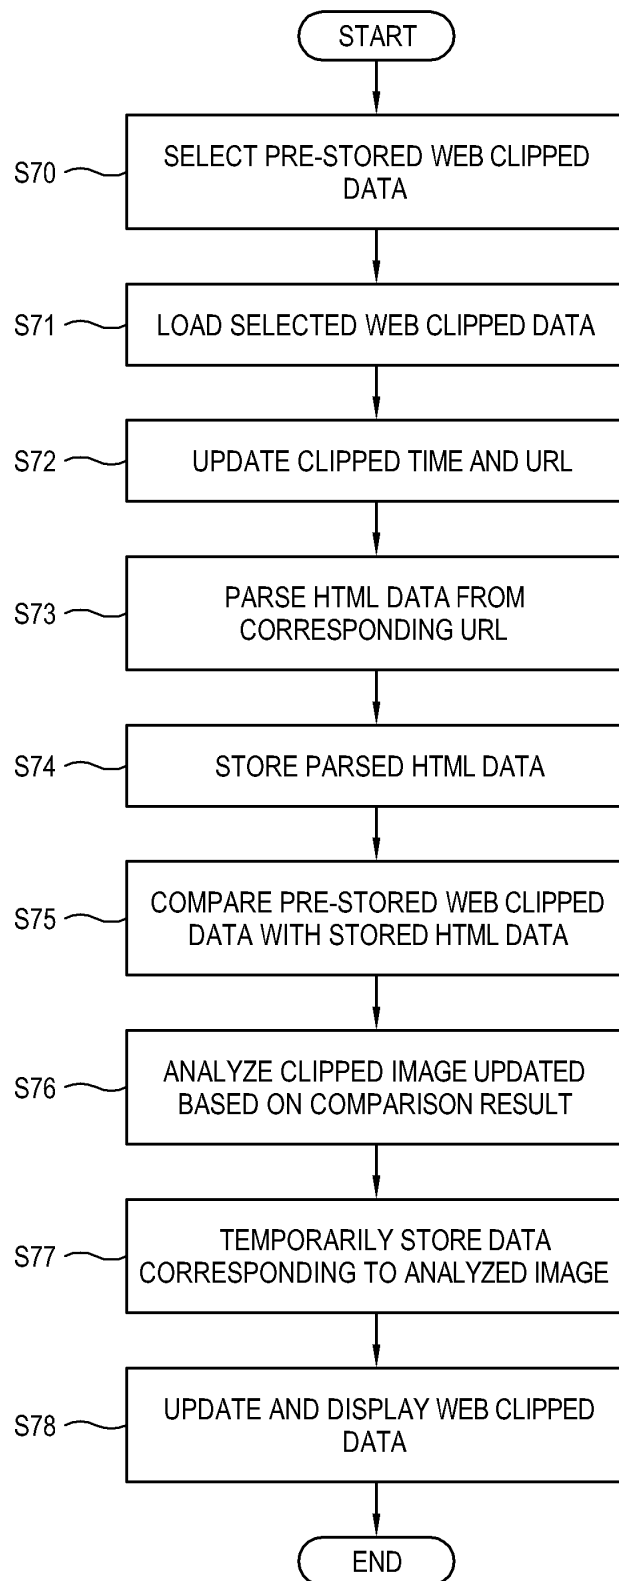 START
S70
SELECT PRE-STORED WEB CLIPPED
DATA
S71
LOAD SELECTED WEB CLIPPED DATA
S72
UPDATE CLIPPED TIME AND URL
S73
PARSE HTML DATA FROM
CORRESPONDING URL
S74
STORE PARSED HTML DATA
S75
COMPARE PRE-STORED WEB CLIPPED
DATA WITH STORED HTML DATA
S76
ANALYZE CLIPPED IMAGE UPDATED
BASED ON COMPARISON RESULT
S77
TEMPORARILY STORE DATA
CORRESPONDING TO ANALYZED IMAGE
S78
UPDATE AND DISPLAY WEB CLIPPED
DATA
END